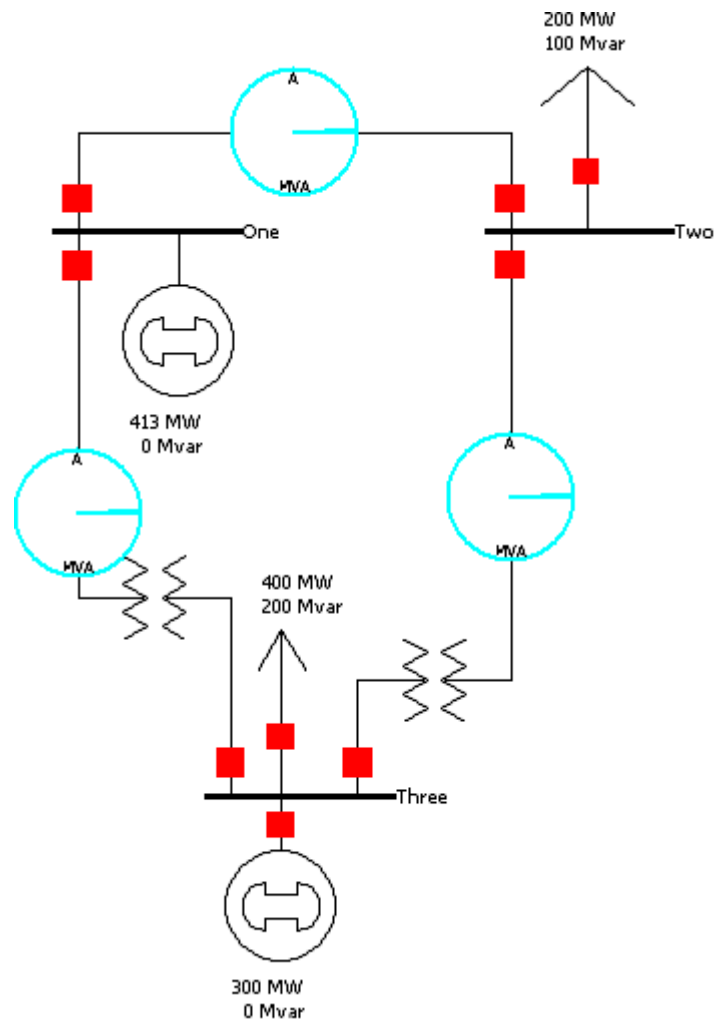 200 MW
100 Mvar
A
MVA
One
Two
413 MW
0 Mvar
A
MVA
A
MVA
400 MW
200 Mvar
Three
300 MW
0 Mvar